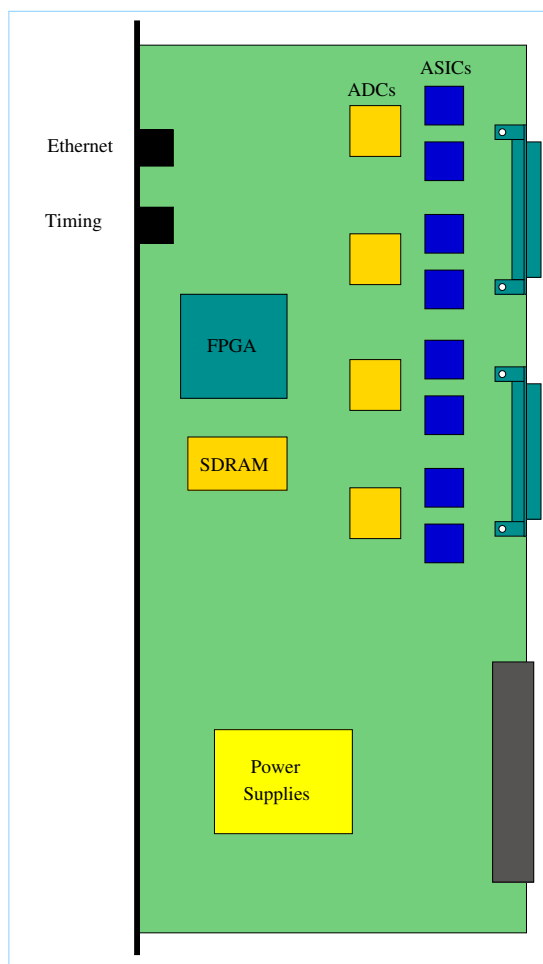 ASICs
ADCs
Ethernet
Timing
FPGA
SDRAM
Power
Supplies